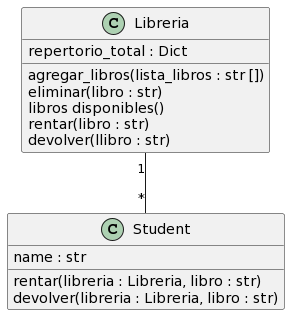 C Libreria
repertorio_total : Dict
agregar_libros(lista_libros : str [])
eliminar(libro : str)
libros disponibles()
rentar(libro : str)
devolver(llibro : str)
1
*
C Student
name : str
rentar(libreria : Libreria, libro : str)
devolver(libreria : Libreria, libro : str)